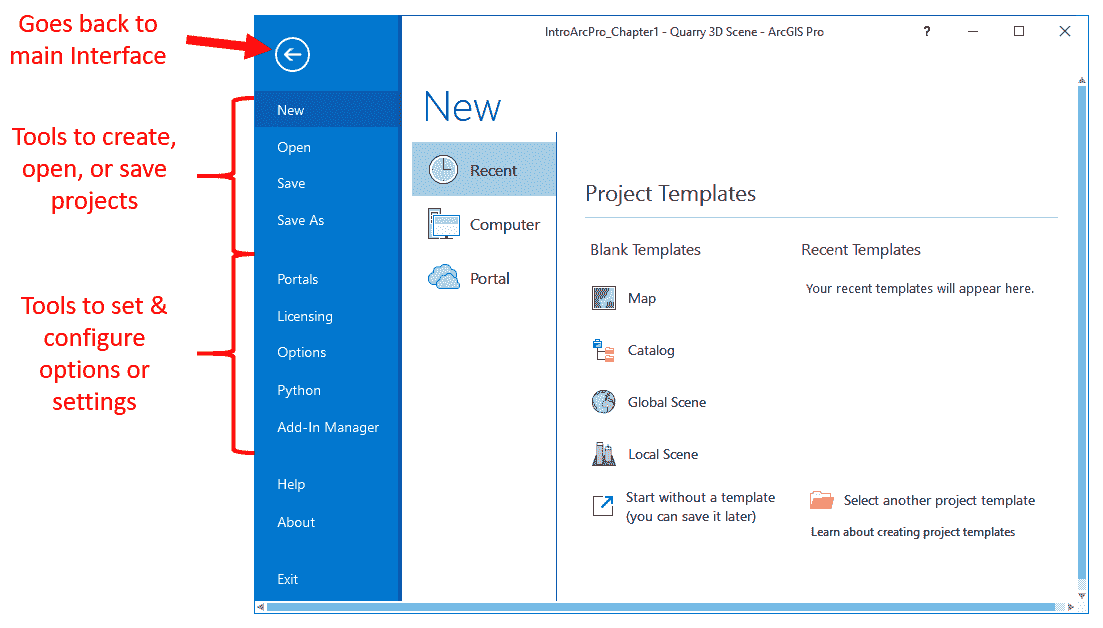 Goes back to
main Interface
Tools to create,
open, or save
projects
Tools to set &
configure
options or
settings
IntroArcPro_Chapter1 - Quarry 3D Scene - ArcGIS Pro
?
New
Open
Save
Save As
Portals
Licensing
Options
Python
Add-In Manager
Help
About
Exit
New
Recent
Computer
Portal
Project Templates
Blank Templates
Map
Catalog
Global Scene
Local Scene
Start without a template
(you can save it later)
Recent Templates
Your recent templates will appear here.
Select another project template
Learn about creating project templates